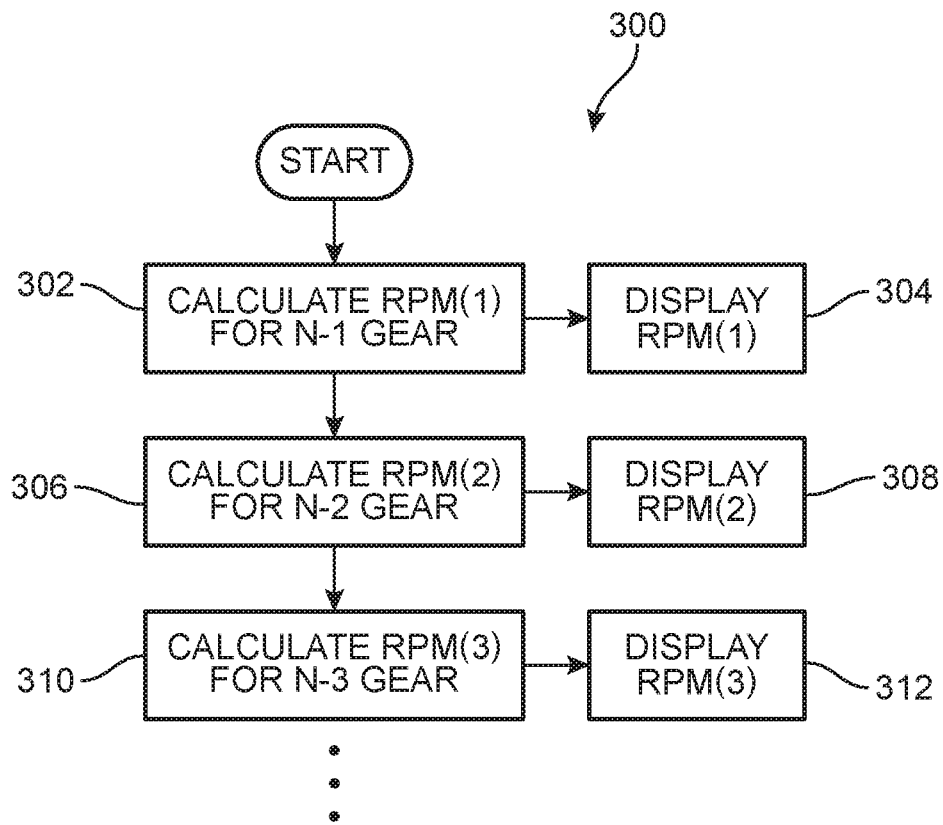 300
START
302
CALCULATE RPM(1)
FOR N-1 GEAR
DISPLAY
RPM(1)
304
306
CALCULATE RPM(2)
FOR N-2 GEAR
DISPLAY
RPM(2)
308
310
CALCULATE RPM(3)
FOR N-3 GEAR
DISPLAY
RPM(3)
312